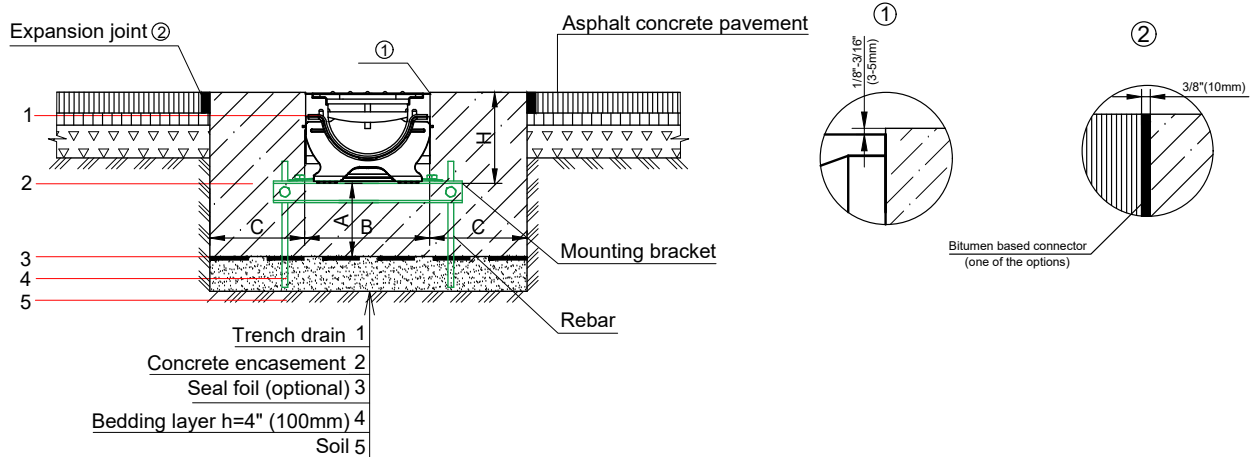 Expansion joint ②
Asphalt concrete pavement
①
①
②
1/8"-3/16"
(3-5mm)
3/8"(10mm)
1
H
2
A
C
B
C
Mounting bracket
Bitumen based connector
(one of the options)
3
4
5
Rebar
Trench drain 1
Concrete encasement 2
Seal foil (optional) 3
Bedding layer h=4" (100mm) 4
Soil 5